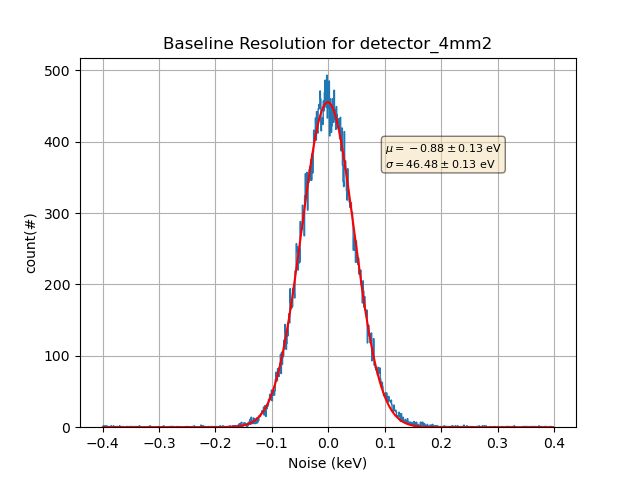 Baseline Resolution for detector_4mm2
500
400
300
200
100
0
count(#)
μ = −0.88 ± 0.13 eV
σ = 46.48 ± 0.13 eV
−0.4 −0.3 −0.2 −0.1 0.0 0.1 0.2 0.3 0.4
Noise (keV)